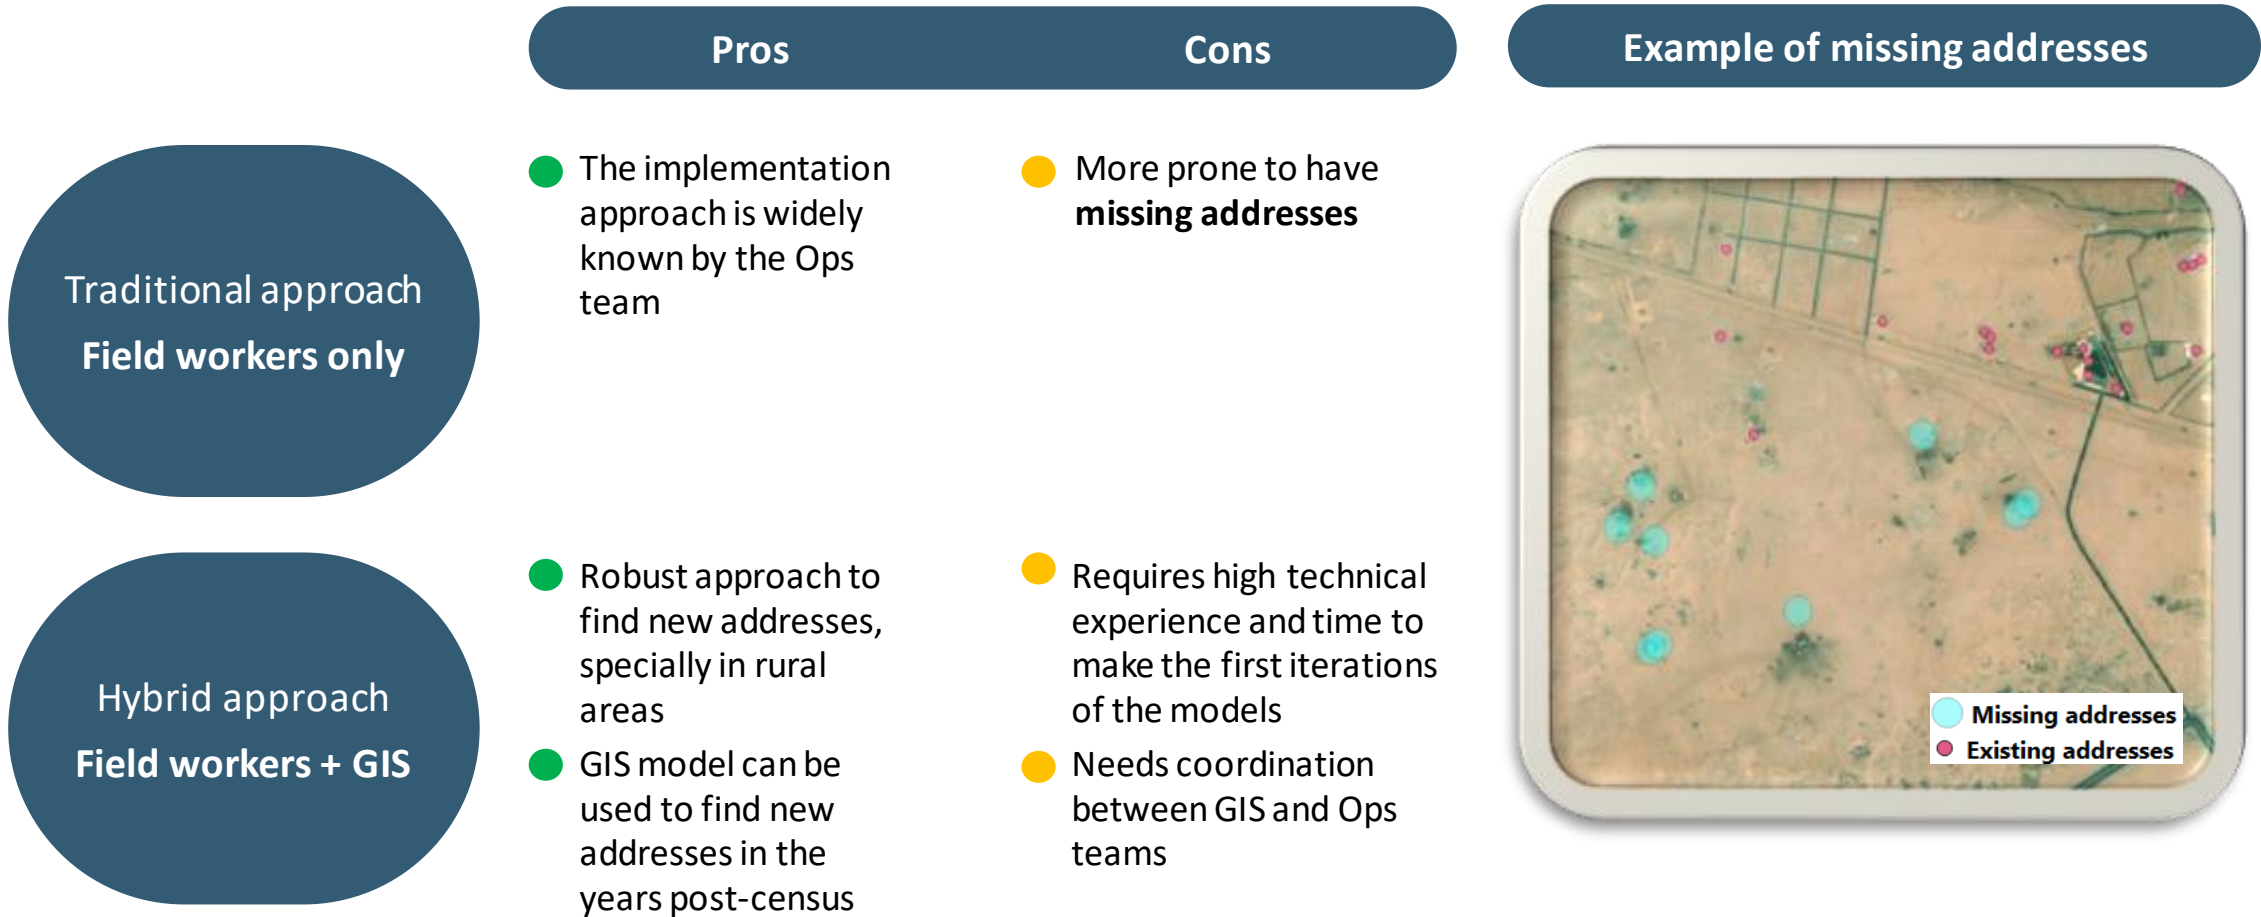 Pros
Cons
Example of missing addresses
Traditional approach
Field workers only
The implementation
approach is widely
known by the Ops
team
More prone to have
missing addresses
Hybrid approach
Field workers + GIS
Robust approach to
find new addresses,
specially in rural
areas
GIS model can be
used to find new
addresses in the
years post-census
Requires high technical
experience and time to
make the first iterations
of the models
Needs coordination
between GIS and Ops
teams
Missing addresses
Existing addresses